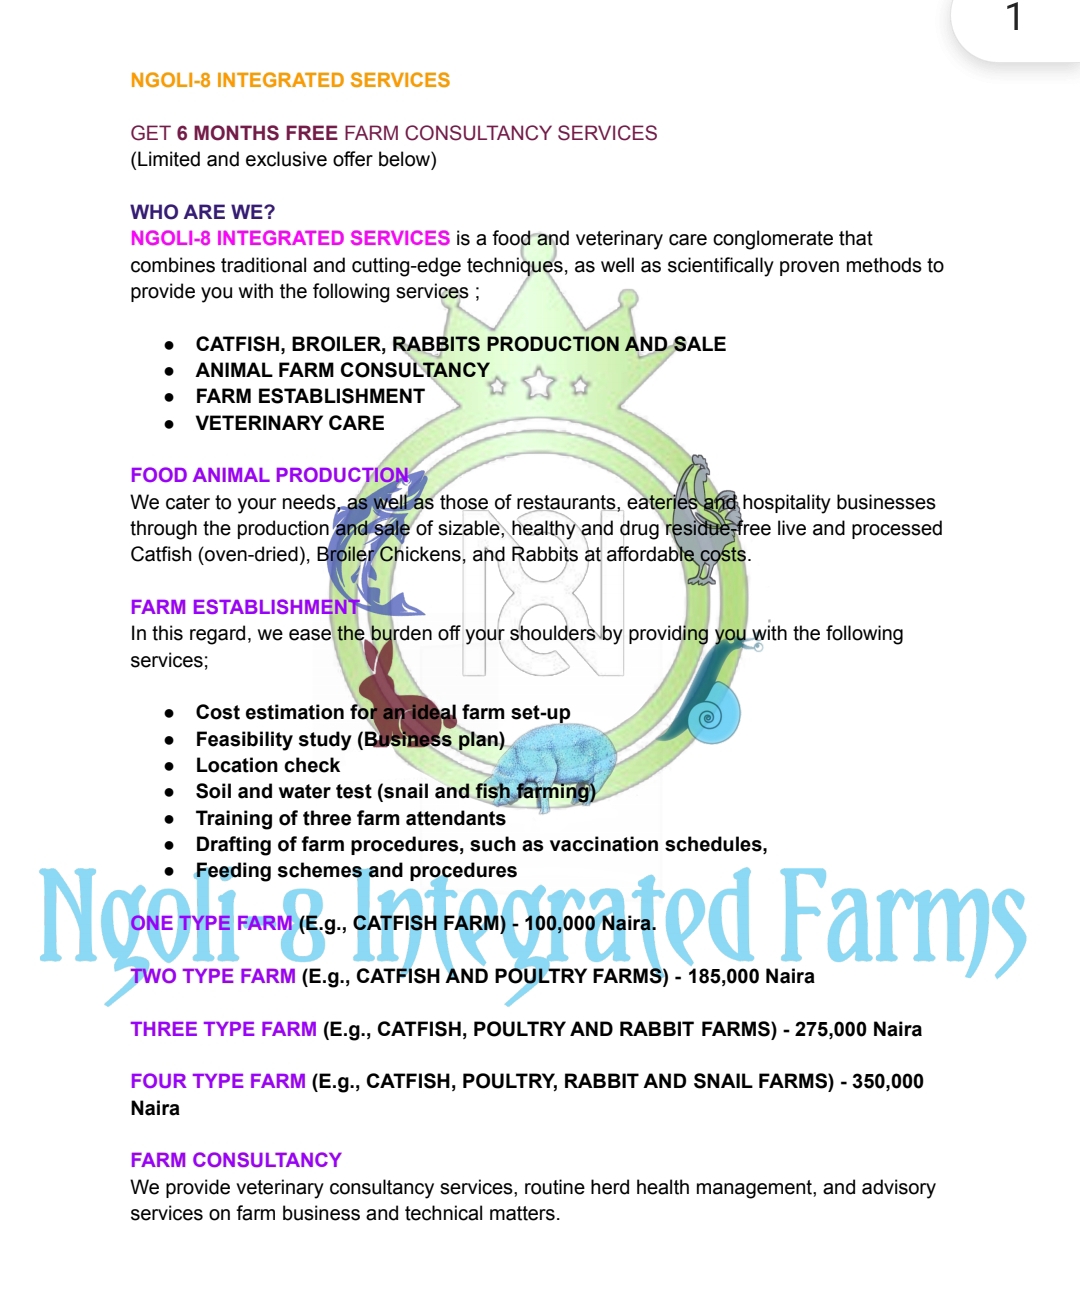 1
NGOLI-8 INTEGRATED SERVICES
GET 6 MONTHS FREE FARM CONSULTANCY SERVICES
(Limited and exclusive offer below)
WHO ARE WE?
NGOLI-8 INTEGRATED SERVICES is a food and veterinary care conglomerate that
combines traditional and cutting-edge techniques, as well as scientifically proven methods to
provide you with the following services ;
● CATFISH, BROILER, RABBITS PRODUCTION AND SALE
● ANIMAL FARM CONSULTANCY
● FARM ESTABLISHMENT
● VETERINARY CARE
FOOD ANIMAL PRODUCTION
We cater to your needs, as well as those of restaurants, eateries and hospitality businesses
through the production and sale of sizable, healthy and drug residue-free live and processed
Catfish (oven-dried), Broiler Chickens, and Rabbits at affordable costs.
FARM ESTABLISHMENT
In this regard, we ease the burden off your shoulders by providing you with the following
services;
● Cost estimation for an ideal farm set-up
● Feasibility study (Business plan)
● Location check
● Soil and water test (snail and fish farming)
● Training of three farm attendants
● Drafting of farm procedures, such as vaccination schedules,
● Feeding schemes and procedures
Ngoli-8 Integrated Farms
ONE TYPE FARM (E.g., CATFISH FARM) - 100,000 Naira.
TWO TYPE FARM (E.g., CATFISH AND POULTRY FARMS) - 185,000 Naira
THREE TYPE FARM (E.g., CATFISH, POULTRY AND RABBIT FARMS) - 275,000 Naira
FOUR TYPE FARM (E.g., CATFISH, POULTRY, RABBIT AND SNAIL FARMS) - 350,000
Naira
FARM CONSULTANCY
We provide veterinary consultancy services, routine herd health management, and advisory
services on farm business and technical matters.